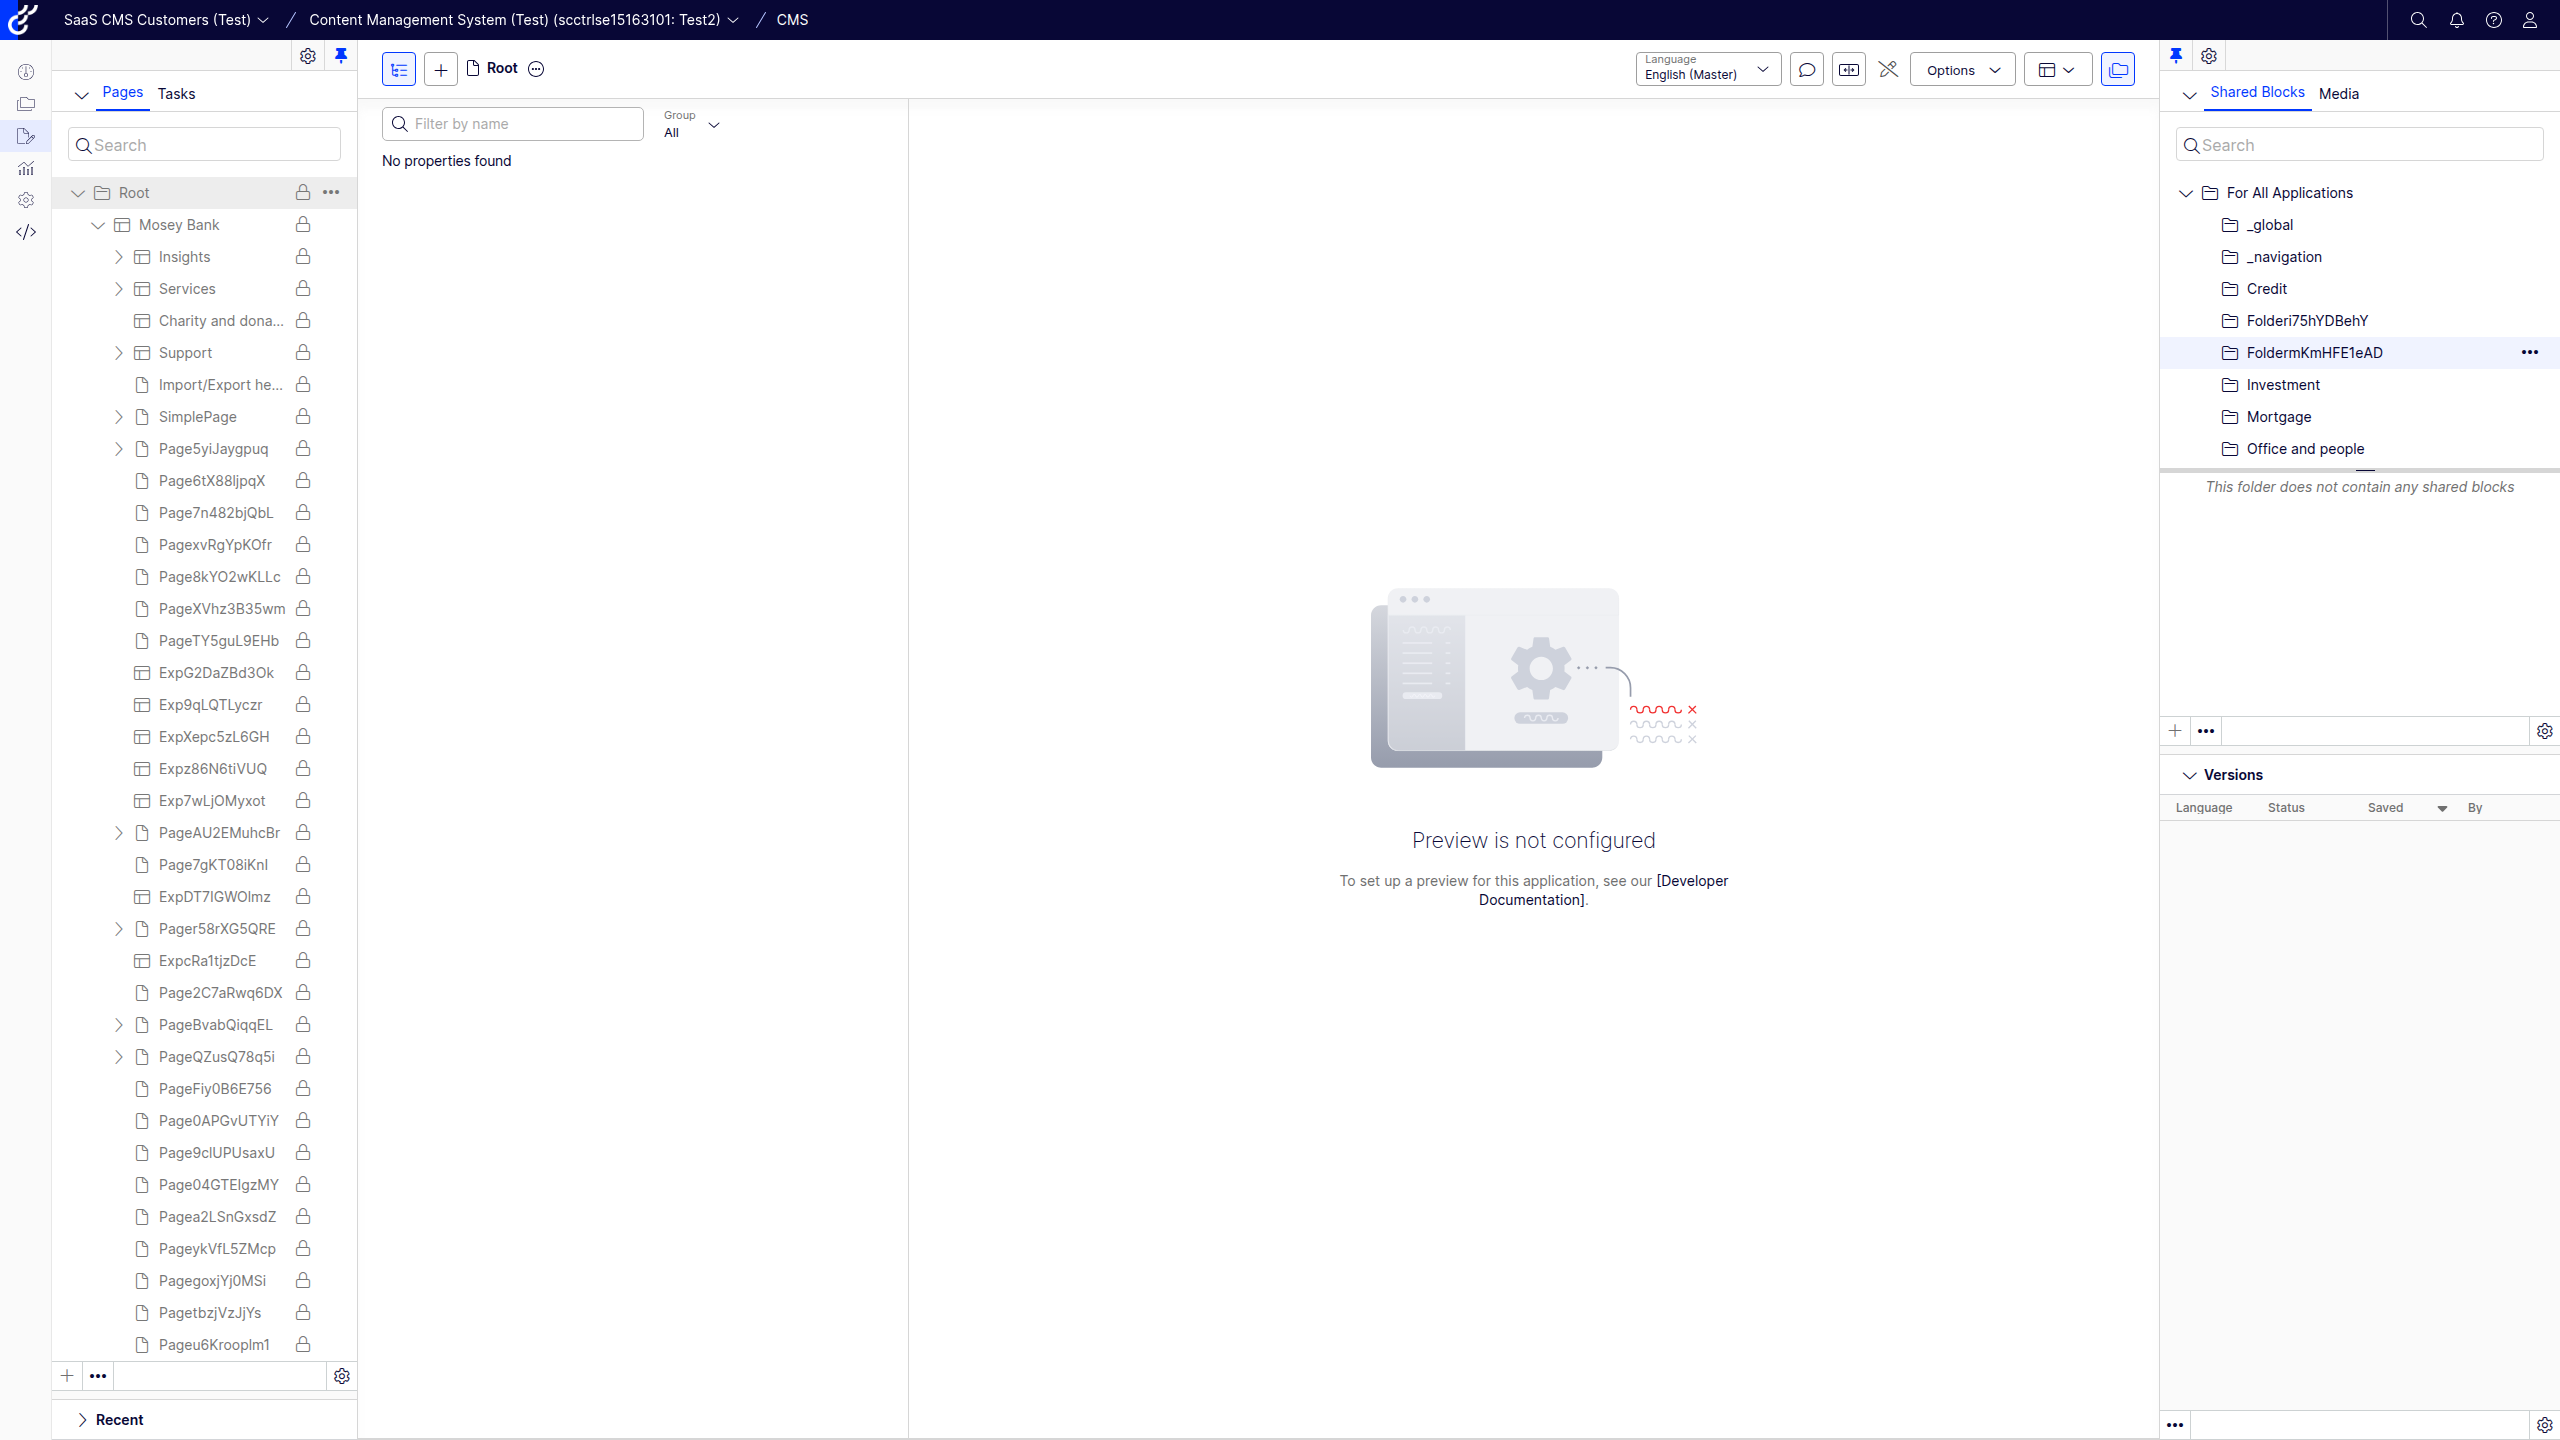 SaaS CMS Customers (Test) / Content Management System (Test) (scctrlse15163101: Test2) / CMS
Pages Tasks
Search
Root
Mosey Bank
Insights
Services
Charity and dona...
Support
Import/Export he...
SimplePage
Page5yiJaygpuq
Page6tX88ljpqX
Page7n482bjQbL
PagexvRgYpKOfr
Page8kYO2wKLLc
PageXVhz3B35wm
PageTY5guL9EHb
ExpG2DaZBd3Ok
Exp9qLQTLyczr
ExpXepc5zL6GH
Expz86N6tiVUQ
Exp7wLjOMyxot
PageAU2EMuhcBr
Page7gKT08iKnl
ExpDT7IGWOlmz
Pager58rXG5QRE
ExpcRa1tjzDcE
Page2C7aRwq6DX
PageBvabQiqqEL
PageQZusQ78q5i
PageFiy0B6E756
Page0APGvUTYiY
Page9clUPUsaxU
Page04GTEIgzMY
Pagea2LSnGxsdZ
PageykVfL5ZMcp
PagegoxjYj0MSi
PagetbzjVzJjYs
Pageu6Krooplm1
Recent
Root
Language
English (Master)
Options
Filter by name
Group
All
No properties found
Preview is not configured
To set up a preview for this application, see our [Developer
Documentation].
Shared Blocks Media
Search
For All Applications
_global
_navigation
Credit
Folderi75hYDBehY
FoldermKmHFE1eAD
Investment
Mortgage
Office and people
This folder does not contain any shared blocks
Versions
Language Status Saved By